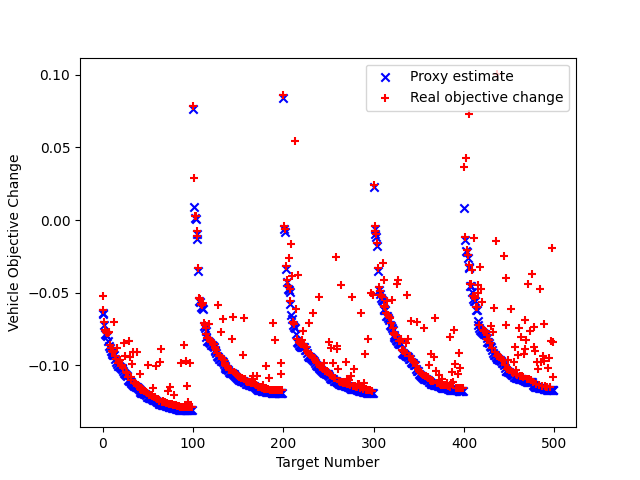 Proxy estimate
Real objective change
0.10
0.05
0.00
−0.05
−0.10
Vehicle Objective Change
0
100
200
300
400
500
Target Number